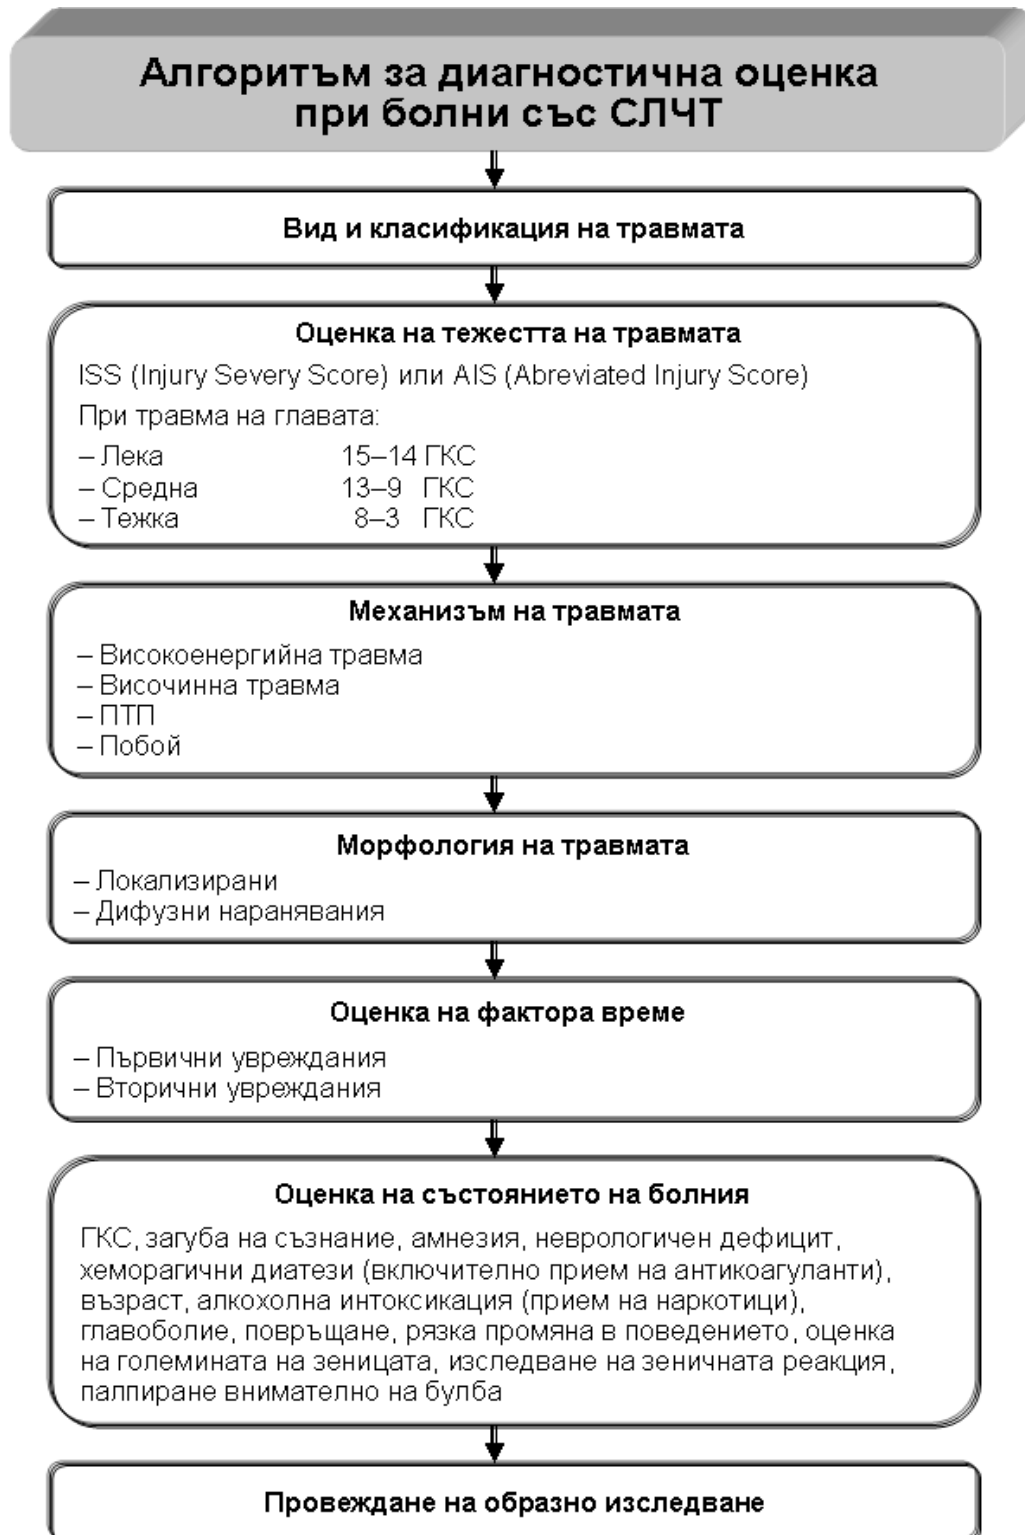 Алгоритъм за диагностична оценка
при болни със СЛЧТ
Вид и класификация на травмата
Оценка на тежестта на травмата
ISS (Injury Severy Score) или AIS (Abreviated Injury Score)
При травма на главата:
– Лека 15–14 ГКС
– Средна 13–9 ГКС
– Тежка 8–3 ГКС
Механизъм на травмата
– Високоенергийна травма
– Височинна травма
– ПТП
– Побой
Морфология на травмата
– Локализирани
– Дифузни наранявания
Оценка на фактора време
– Първични увреждания
– Вторични увреждания
Оценка на състоянието на болния
ГКС, загуба на съзнание, амнезия, неврологичен дефицит,
хеморагични диатези (включително прием на антикоагуланти),
възраст, алкохолна интоксикация (прием на наркотици),
главоболие, повръщане, рязка промяна в поведението, оценка
на големината на зеницата, изследване на зеничната реакция,
палпиране внимателно на булба
Провеждане на образно изследване